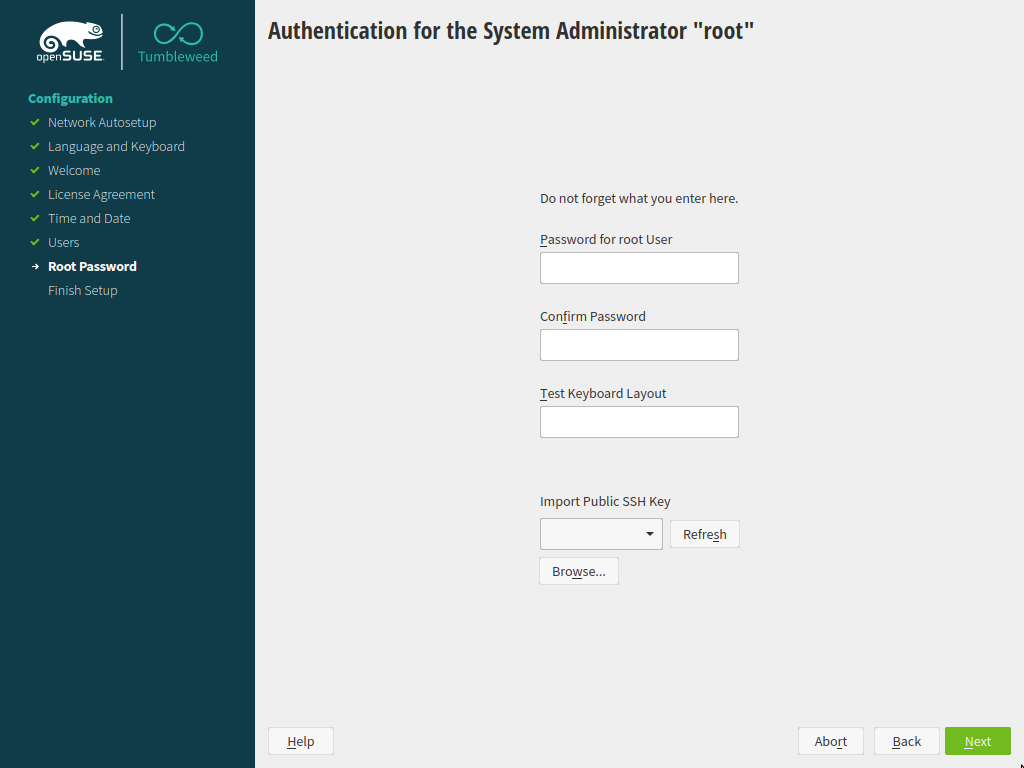 openSUSE
Tumbleweed
Configuration
Network Autosetup
Language and Keyboard
Welcome
License Agreement
Time and Date
Users
Root Password
Finish Setup
Authentication for the System Administrator "root"
Do not forget what you enter here.
Password for root User
Confirm Password
Test Keyboard Layout
Import Public SSH Key
Refresh
Browse...
Help Abort Back Next